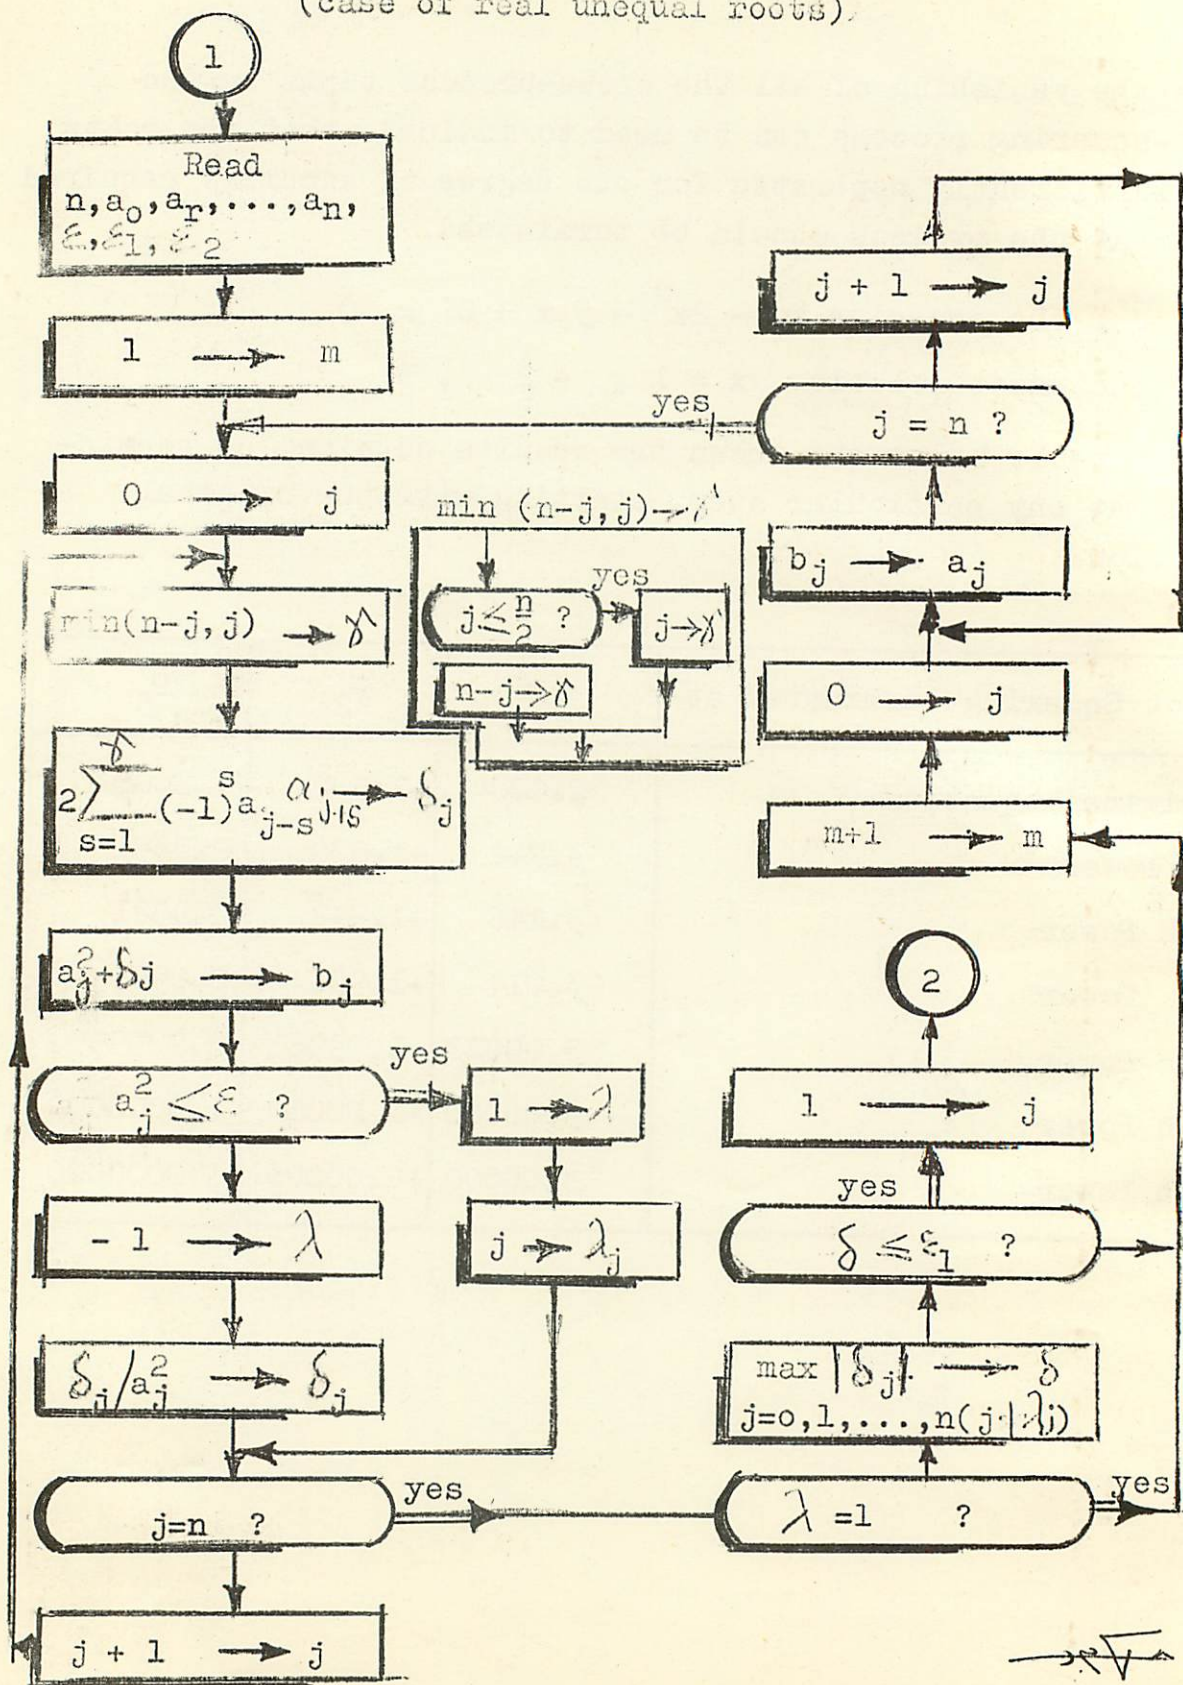 (case of real unequal roots)
1
Read
n, a₀, aᵣ, ..., aₙ,
ε, ε₁, ε₂
1 → m
0 → j
min(n-j, j) → γ
2∑ γ s=1 (-1)ˢ a j-s a j+s → δⱼ
aⱼ²+δj → bⱼ
aⱼ² ≤ ε ?
yes
- 1 → λ
δⱼ/aⱼ² → δⱼ
j=n ?
yes
j + 1 → j
1 → λ
j → λⱼ
min (n-j, j) → γ
j ≤ n/2 ?
yes
j → γ
n-j → γ
j + 1 → j
yes
j = n ?
bⱼ → aⱼ
0 → j
m+1 → m
2
1 → j
yes
δ ≤ ε₁ ?
max |δⱼ| → δ
j=0,1,...,n(j λj)
λ =1 ?
yes